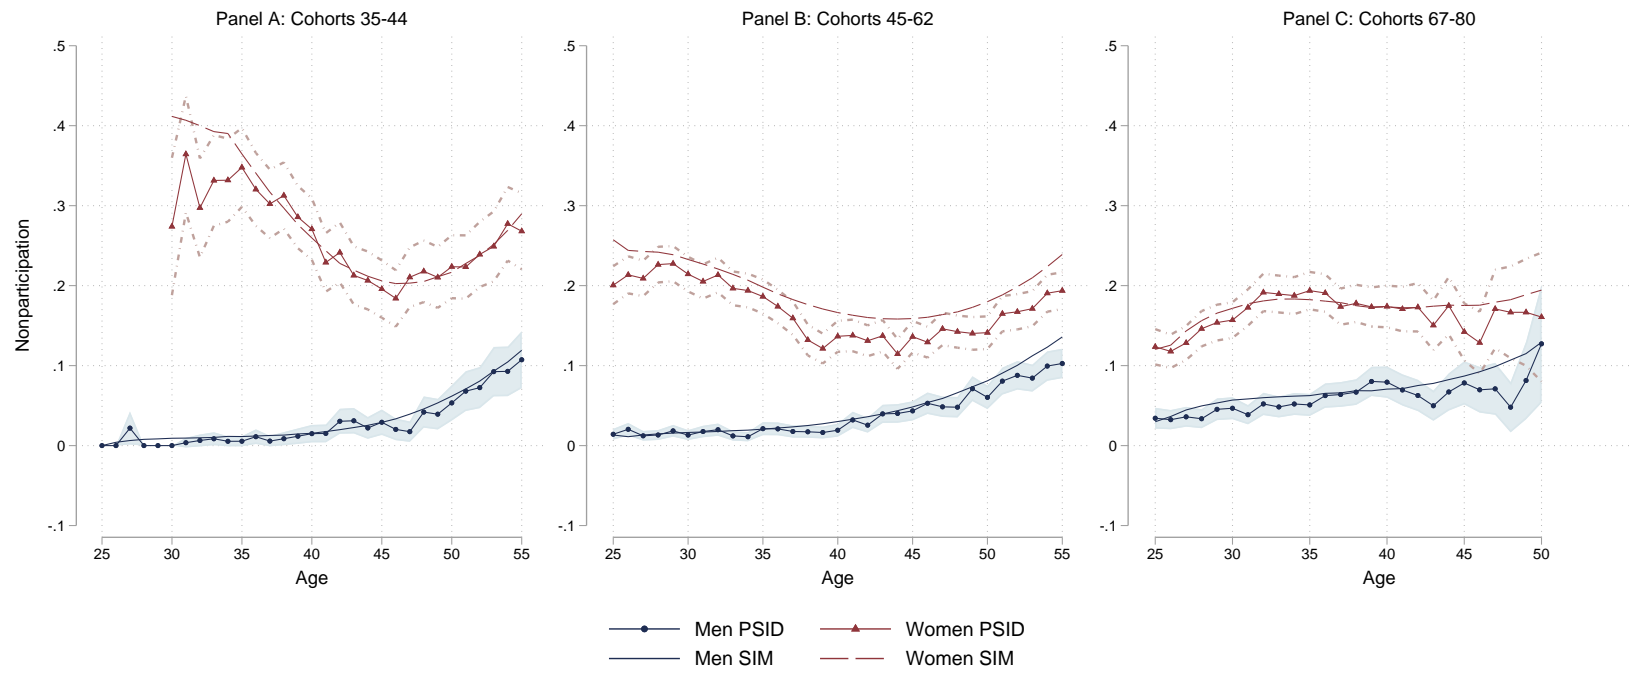 Panel A: Cohorts 35-44
Panel B: Cohorts 45-62
Panel C: Cohorts 67-80
Nonparticipation
.5
.4
.3
.2
.1
0
-.1
25 30 35 40 45 50 55
Age
.5
.4
.3
.2
.1
0
-.1
25 30 35 40 45 50 55
Age
.5
.4
.3
.2
.1
0
-.1
25 30 35 40 45 50
Age
Men PSID Women PSID
Men SIM Women SIM